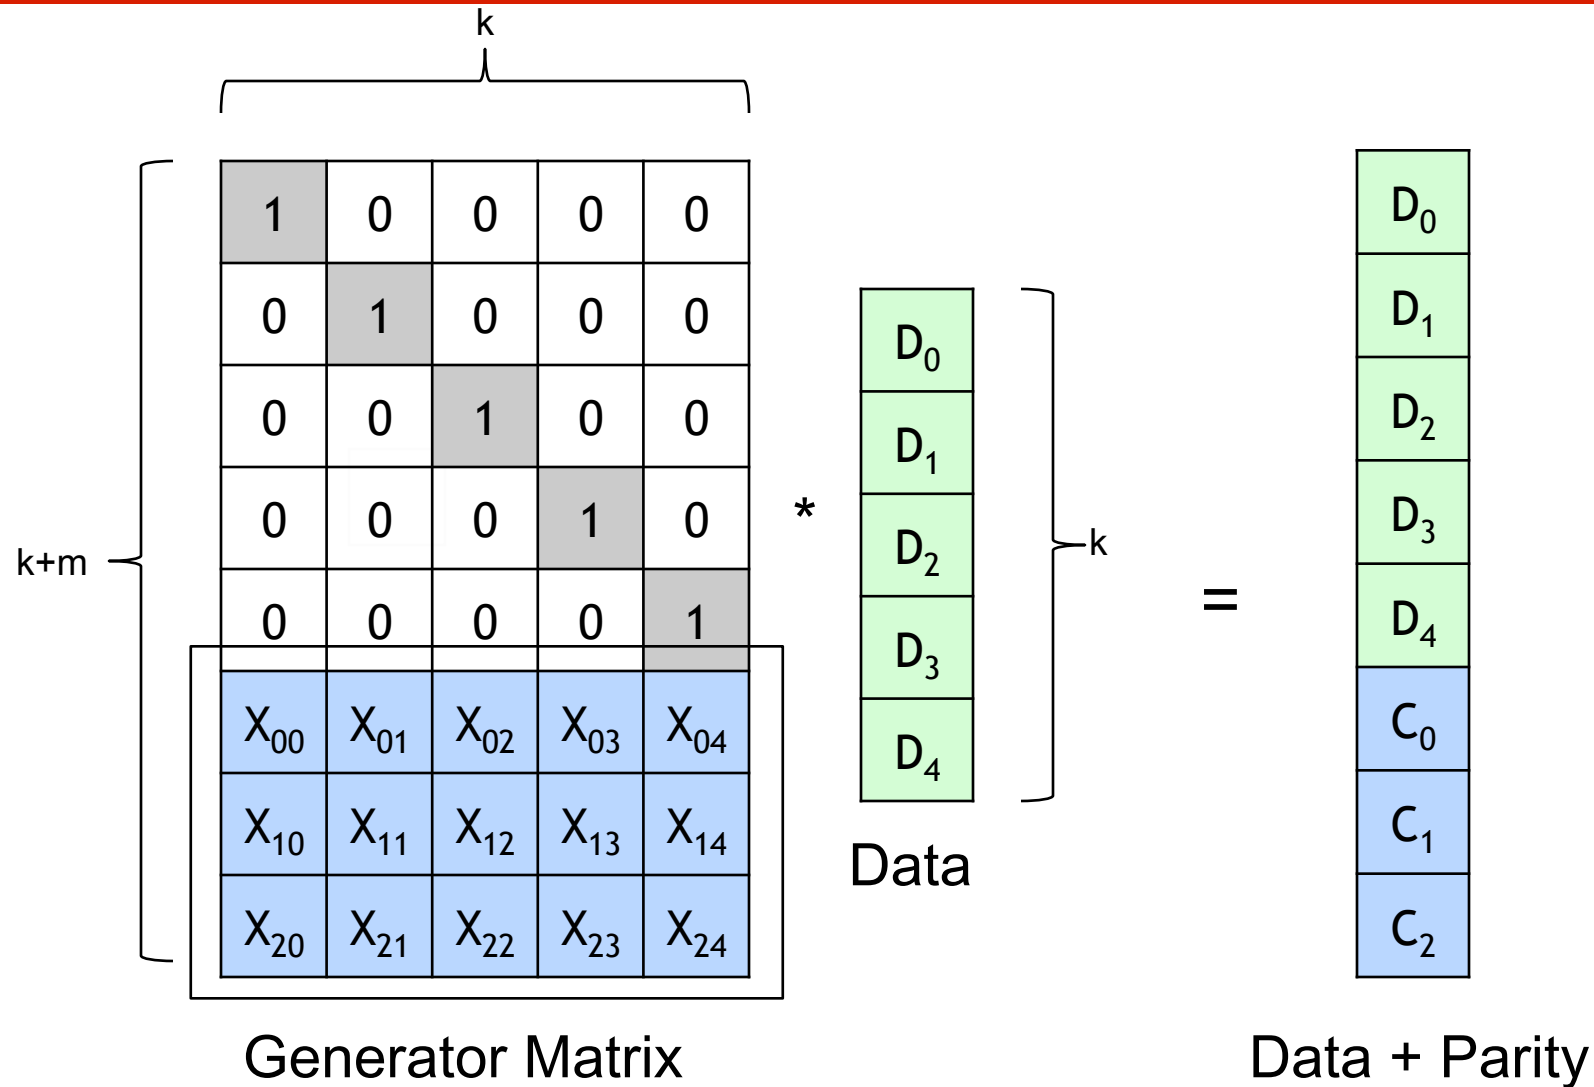 k
k+m
1 0 0 0 0
0 1 0 0 0
0 0 1 0 0
0 0 0 1 0
0 0 0 0 1
X₀₀ X₀₁ X₀₂ X₀₃ X₀₄
X₁₀ X₁₁ X₁₂ X₁₃ X₁₄
X₂₀ X₂₁ X₂₂ X₂₃ X₂₄
Generator Matrix
*
D₀
D₁
D₂
D₃
D₄
k
Data
=
D₀
D₁
D₂
D₃
D₄
C₀
C₁
C₂
Data + Parity